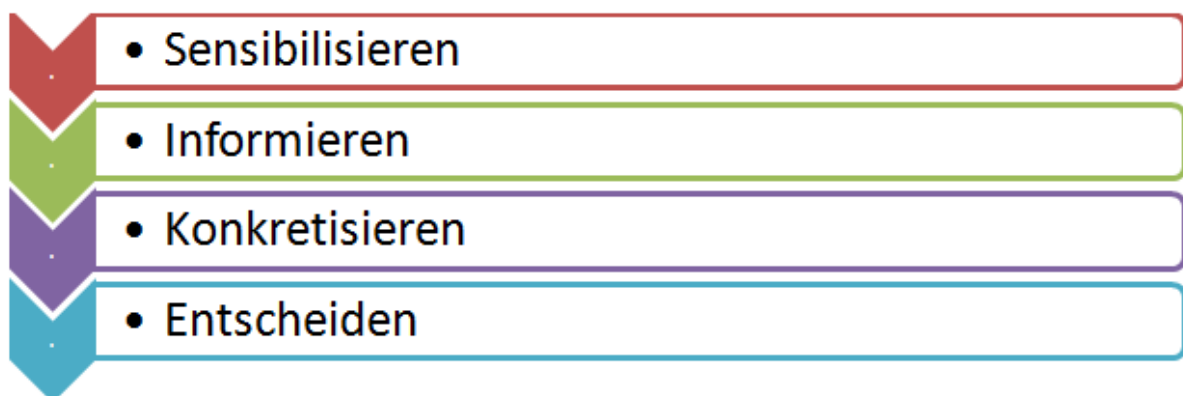 • Sensibilisieren
• Informieren
• Konkretisieren
• Entscheiden